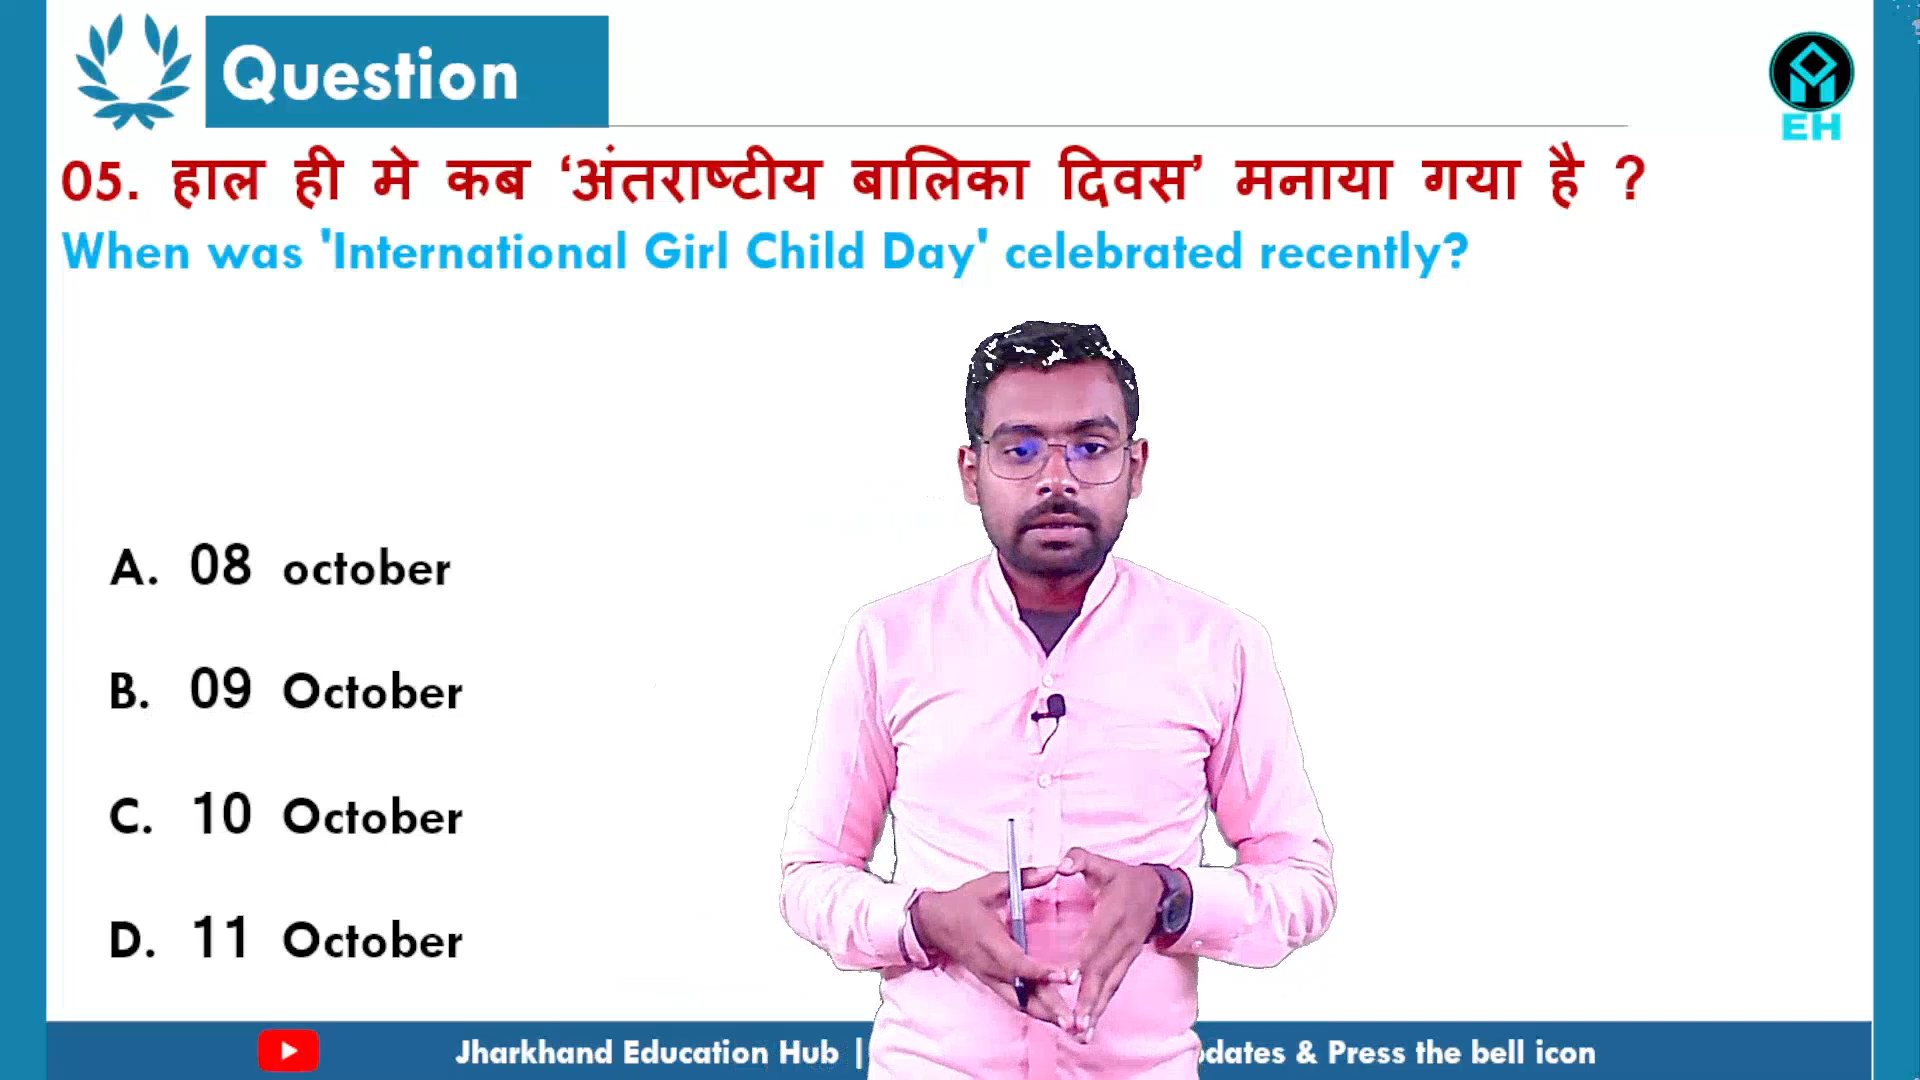 Question
EH
05. हाल ही मे कब ‘अंतराष्टीय बालिका दिवस’ मनाया गया है ?
When was 'International Girl Child Day' celebrated recently?
A. 08 october
B. 09 October
C. 10 October
D. 11 October
Jharkhand Education Hub | & Press the bell icon